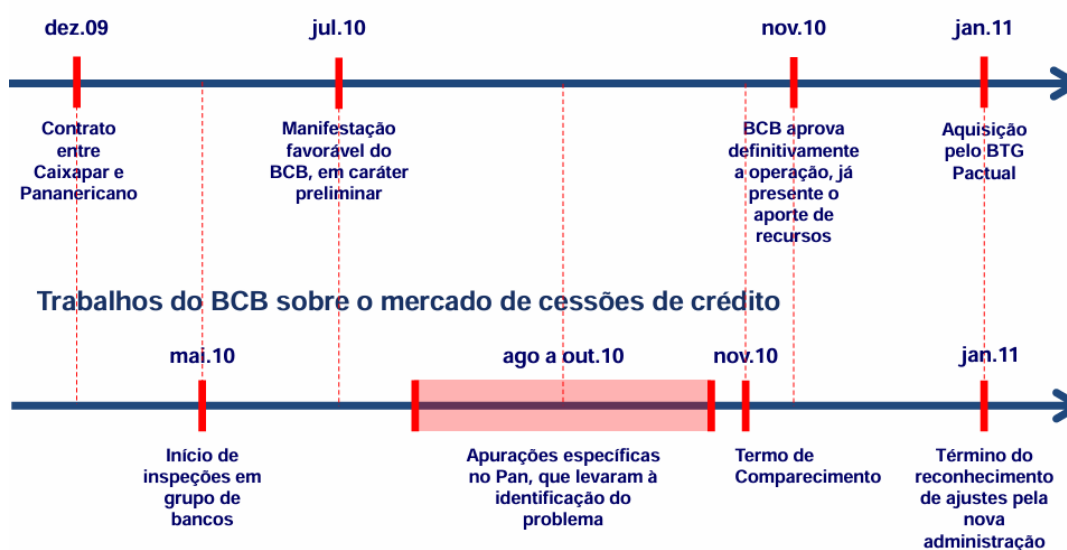 dez.09
jul.10
nov.10
jan.11
Contrato
entre
Caixapar e
Pananericano
Manifestação
favorável do
BCB, em caráter
preliminar
BCB aprova
definitivamente
a operação, já
presente o
aporte de
recursos
Aquisição
pelo BTG
Pactual
Trabalhos do BCB sobre o mercado de cessões de crédito
mai.10
ago a out.10
nov.10
jan.11
Início de
inspeções em
grupo de
bancos
Apurações específicas
no Pan, que levaram à
identificação do
problema
Termo de
Comparecimento
Término do
reconhecimento
de ajustes pela
nova
administração